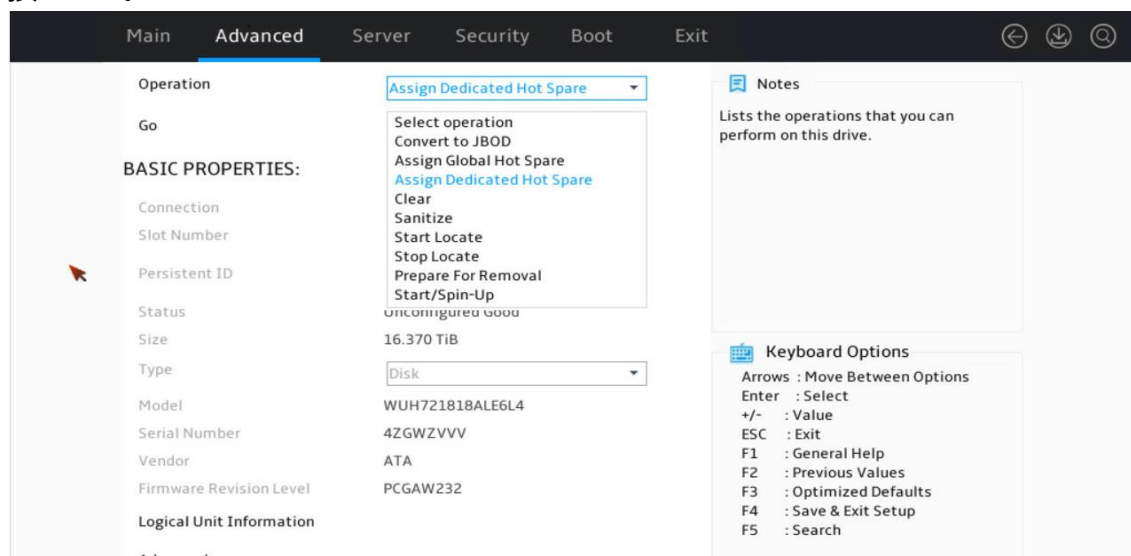 Main Advanced Server Security Boot Exit
Operation Assign Dedicated Hot Spare
Go
Select operation
Convert to JBOD
Assign Global Hot Spare
Assign Dedicated Hot Spare
Clear
Sanitize
Start Locate
Stop Locate
Prepare For Removal
Start/Spin-Up
BASIC PROPERTIES:
Connection
Slot Number
Persistent ID
Status Unconfigured Good
Size 16.370 TiB
Type Disk
Model WUH721818ALE6L4
Serial Number 4ZGWZVVV
Vendor ATA
Firmware Revision Level PCGAW232
Logical Unit Information
Notes
Lists the operations that you can
perform on this drive.
Keyboard Options
Arrows : Move Between Options
Enter : Select
+/- : Value
ESC : Exit
F1 : General Help
F2 : Previous Values
F3 : Optimized Defaults
F4 : Save & Exit Setup
F5 : Search